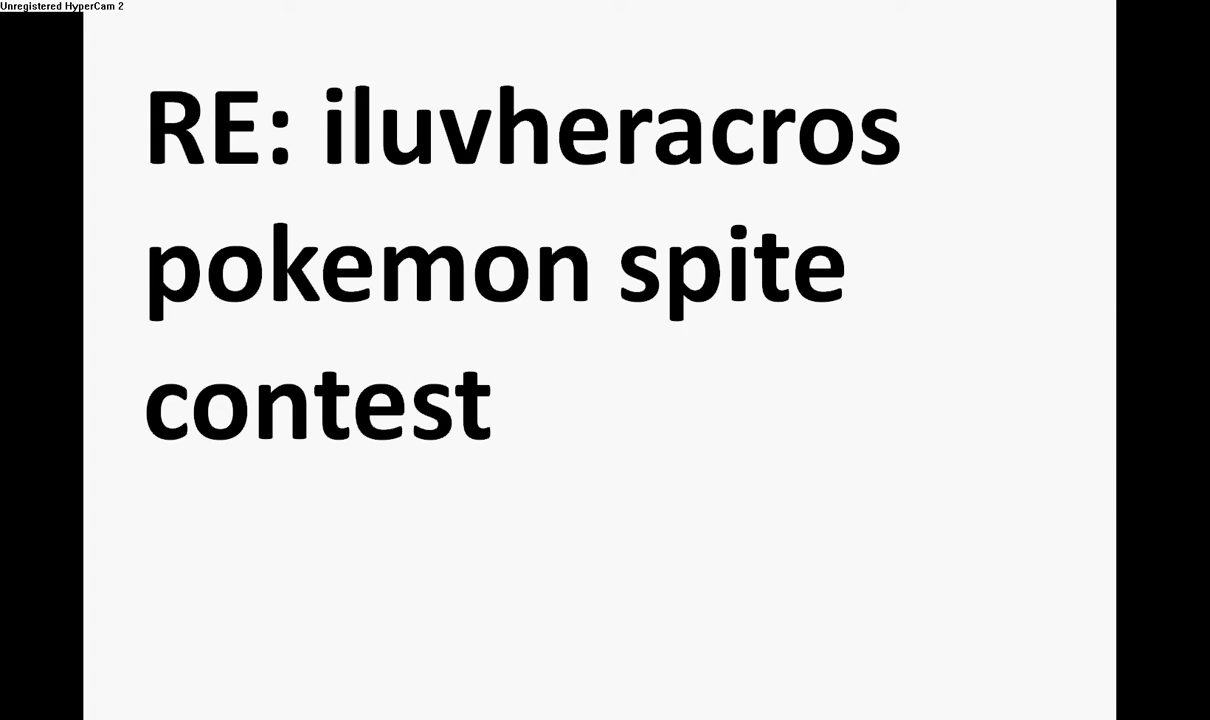 Unregistered HyperCam 2
RE: iluvheracros
pokemon spite
contest